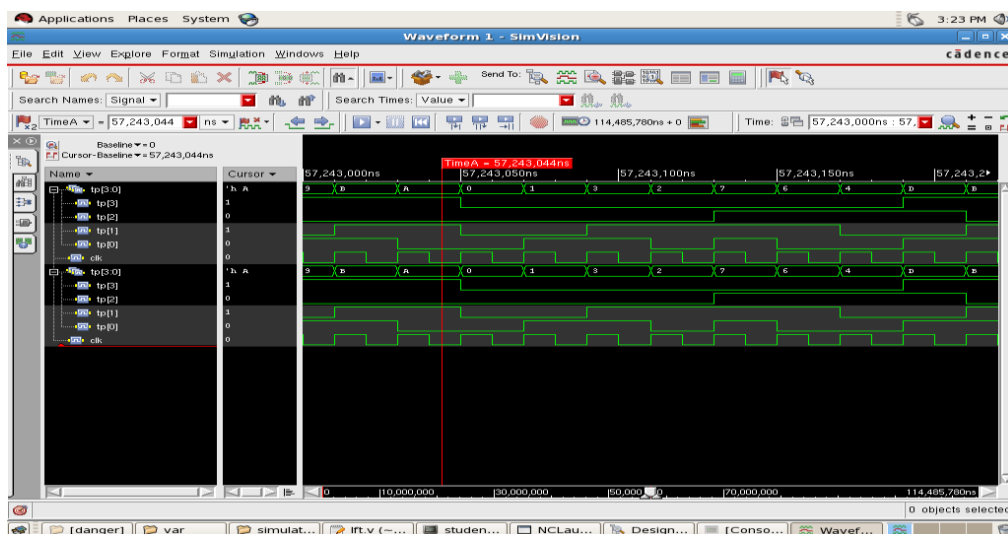 Applications Places System 3:23 PM
Waveform 1 - SimVision
File Edit View Explore Format Simulation Windows Help cādence
Send To:
Search Names: Signal Search Times: Value
x2 TimeA = 57,243,044 ns 114,485,780ns + 0 Time: 57,243,000ns : 57,
Baseline = 0
Cursor-Baseline = 57,243,044ns
TimeA = 57,243,044ns
Name Cursor 57,243,000ns 57,243,050ns 57,243,100ns 57,243,150ns 57,243,2
tp[3:0] 'h A 9 B A 0 1 3 2 7 6 4 D B
tp[3] 1
tp[2] 0
tp[1] 1
tp[0] 0
clk 0
tp[3:0] 'h A 9 B A 0 1 3 2 7 6 4 D B
tp[3] 1
tp[2] 0
tp[1] 1
tp[0] 0
clk 0
0 10,000,000 30,000,000 50,000,0 70,000,000 114,485,780ns
0 objects selected
[danger] var simulat... lft.v (~... studen... NCLau... Design... [Conso... Wavef...